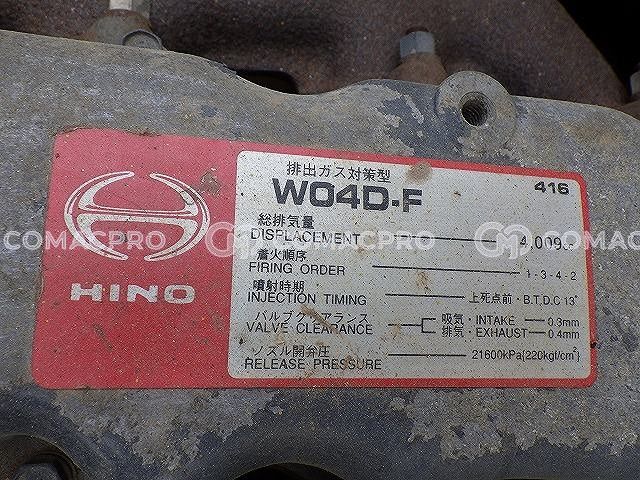 排出ガス対策型
416
W04D-F
総排気量
DISPLACEMENT 4,009cc
着火順序
FIRING ORDER 1-3-4-2
噴射時期
INJECTION TIMING 上死点前・B.T.D.C 13°
バルブクリアランス 吸気・INTAKE 0.3mm
VALVE CLEARANCE 排気・EXHAUST 0.4mm
ノズル開弁圧
RELEASE PRESSURE 21600kPa{220kgf/cm²}
HINO
COMACPRO COMACPRO COMACPRO